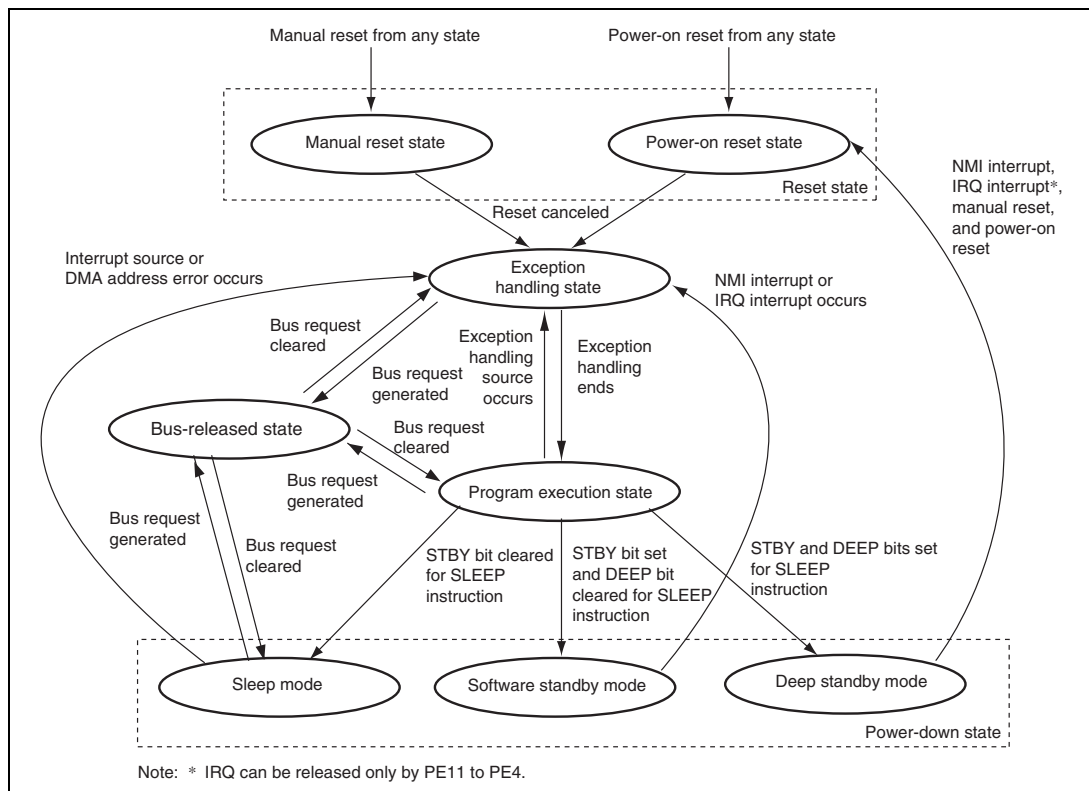 Manual reset from any state
Power-on reset from any state
Manual reset state
Power-on reset state
Reset state
NMI interrupt,
IRQ interrupt*,
manual reset,
and power-on
reset
Reset canceled
Interrupt source or
DMA address error occurs
Exception
handling state
NMI interrupt or
IRQ interrupt occurs
Bus request
cleared
Bus request
generated
Exception
handling
source
occurs
Exception
handling
ends
Bus-released state
Bus request
cleared
Bus request
generated
Program execution state
Bus request
generated
Bus request
cleared
STBY bit cleared
for SLEEP
instruction
STBY bit set
and DEEP bit
cleared for SLEEP
instruction
STBY and DEEP bits set
for SLEEP
instruction
Sleep mode
Software standby mode
Deep standby mode
Power-down state
Note: * IRQ can be released only by PE11 to PE4.